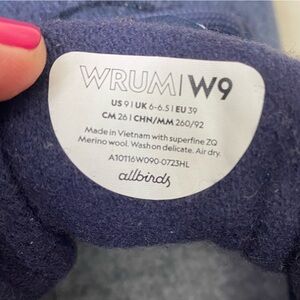 WRUM|W9
US 9 | UK 6-6.5 | EU 39
CM 26 | CHN/MM 260/92
Made in Vietnam with superfine ZQ
Merino wool. Wash on delicate. Air dry.
A10116W090-0723HL
allbirds